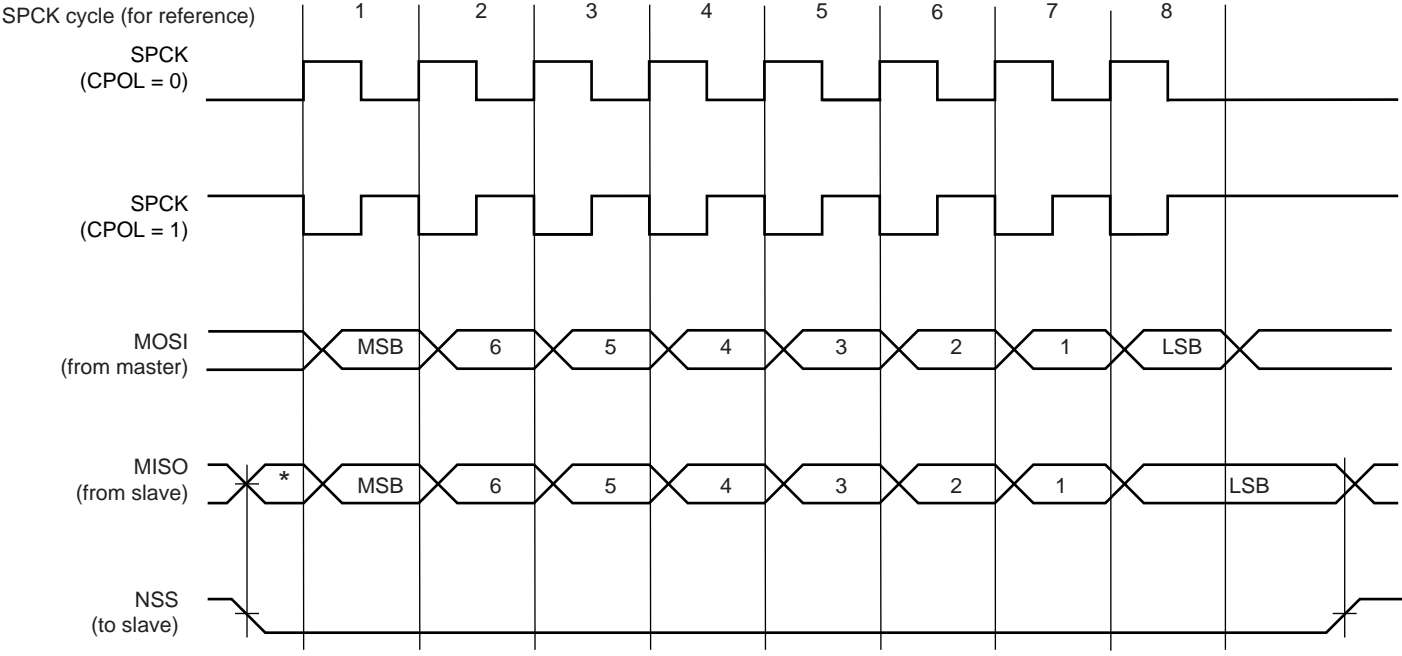 SPCK cycle (for reference) 1 2 3 4 5 6 7 8
SPCK
(CPOL = 0)
SPCK
(CPOL = 1)
MOSI
(from master)
MSB 6 5 4 3 2 1 LSB
MISO
(from slave)
* MSB 6 5 4 3 2 1 LSB
NSS
(to slave)